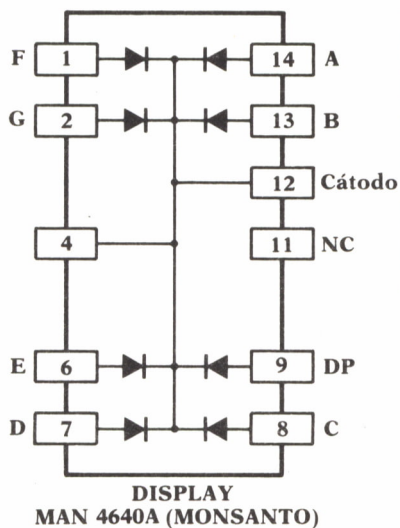 F 1 14 A
G 2 13 B
12 Cátodo
4 11 NC
E 6 9 DP
D 7 8 C
DISPLAY
MAN 4640A (MONSANTO)